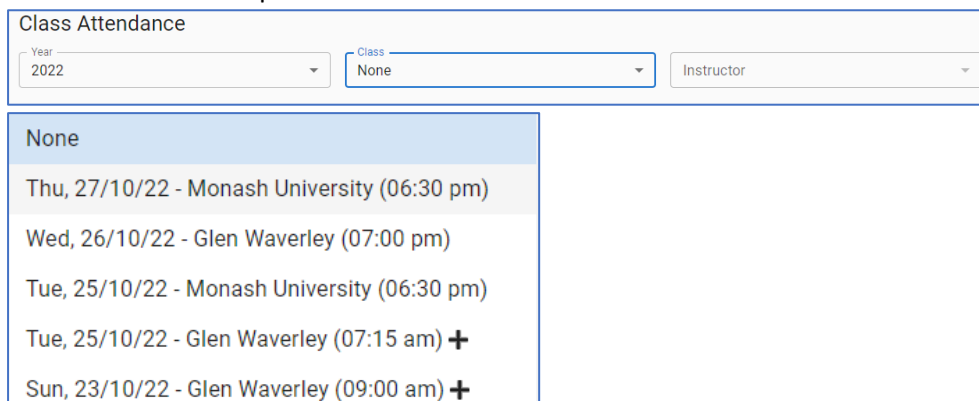 Class Attendance
Year Class
2022 None Instructor
None
Thu, 27/10/22 - Monash University (06:30 pm)
Wed, 26/10/22 - Glen Waverley (07:00 pm)
Tue, 25/10/22 - Monash University (06:30 pm)
Tue, 25/10/22 - Glen Waverley (07:15 am) +
Sun, 23/10/22 - Glen Waverley (09:00 am) +